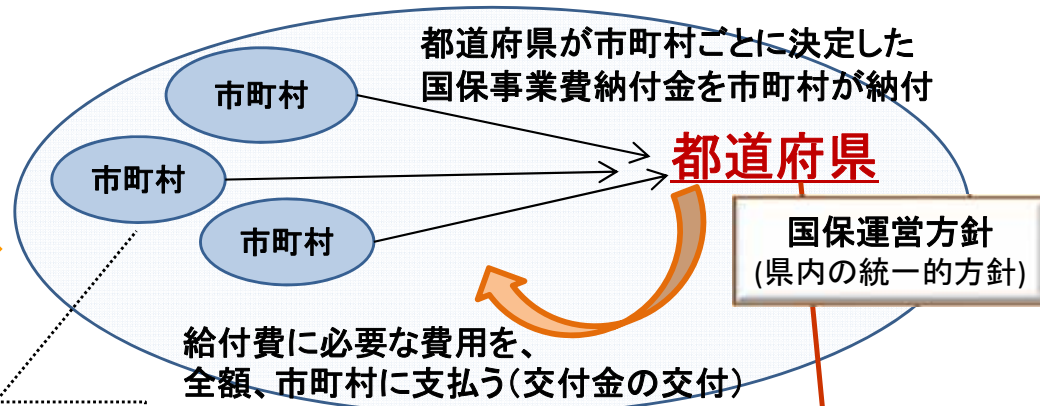 都道府県が市町村ごとに決定した
国保事業費納付金を市町村が納付
市町村
都道府県
市町村
市町村
国保運営方針
(県内の統一的方針)
給付費に必要な費用を、
全額、市町村に支払う(交付金の交付)